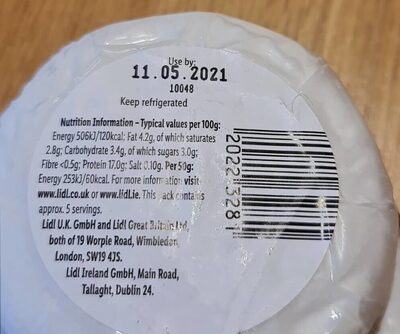 Use by:
11.05.2021
10048
Keep refrigerated
Nutrition Information – Typical values per 100g:
Energy 506kJ/120kcal; Fat 4.2g, of which saturates
2.8g; Carbohydrate 3.4g, of which sugars 3.0g;
Fibre <0.5g; Protein 17.0g; Salt 0.10g. Per 50g:
Energy 253kJ/60kcal. For more information visit
www.lidl.co.uk or www.lidl.ie. This pack contains
approx. 5 servings.
Lidl U.K. GmbH and Lidl Great Britain Ltd,
both of 19 Worple Road, Wimbledon,
London, SW19 4JS.
Lidl Ireland GmbH, Main Road,
Tallaght, Dublin 24.
20223281